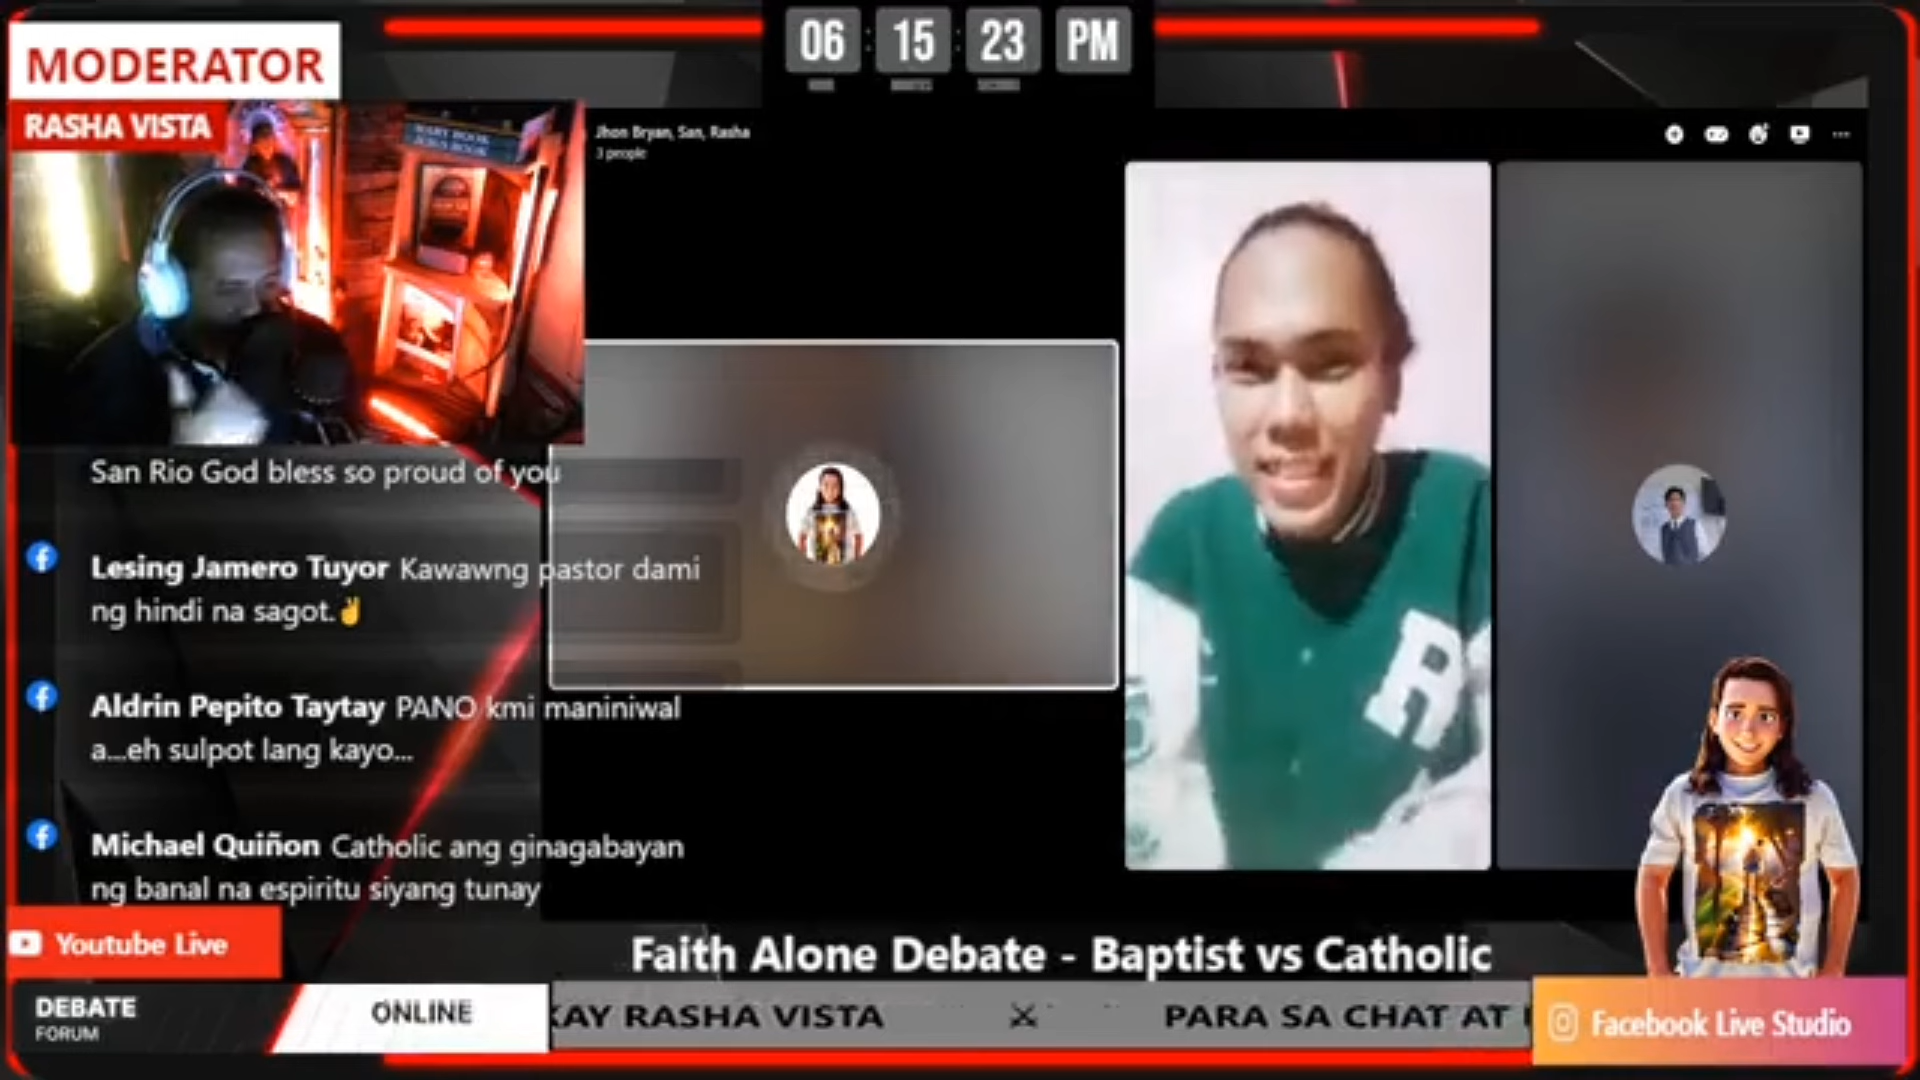 MODERATOR
RASHA VISTA
06 : 15 : 23 PM
Jhon Bryan, San, Rasha
3 people
San Rio God bless so proud of you
Lesing Jamero Tuyor Kawawng pastor dami
ng hindi na sagot.✌
Aldrin Pepito Taytay PANO kmi maniniwal
a...eh sulpot lang kayo...
Michael Quiñon Catholic ang ginagabayan
ng banal na espiritu siyang tunay
R
Youtube Live
Faith Alone Debate - Baptist vs Catholic
DEBATE
FORUM
ONLINE
KAY RASHA VISTA ⚔ PARA SA CHAT AT
Facebook Live Studio